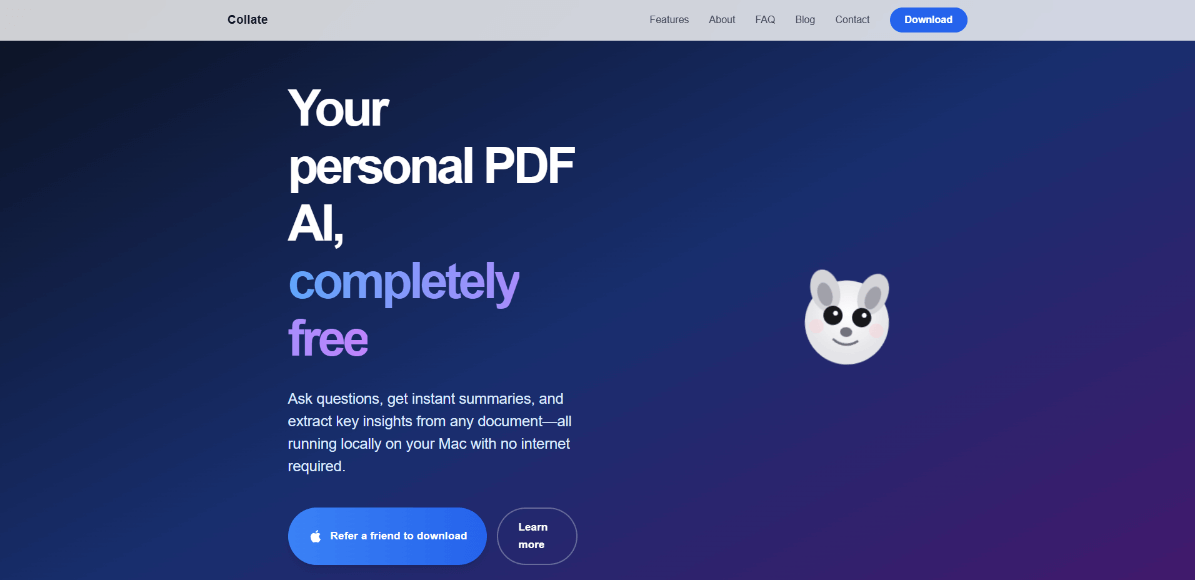 Collate
Features About FAQ Blog Contact Download
Your
personal PDF
AI,
completely
free
Ask questions, get instant summaries, and
extract key insights from any document—all
running locally on your Mac with no internet
required.
Refer a friend to download
Learn
more